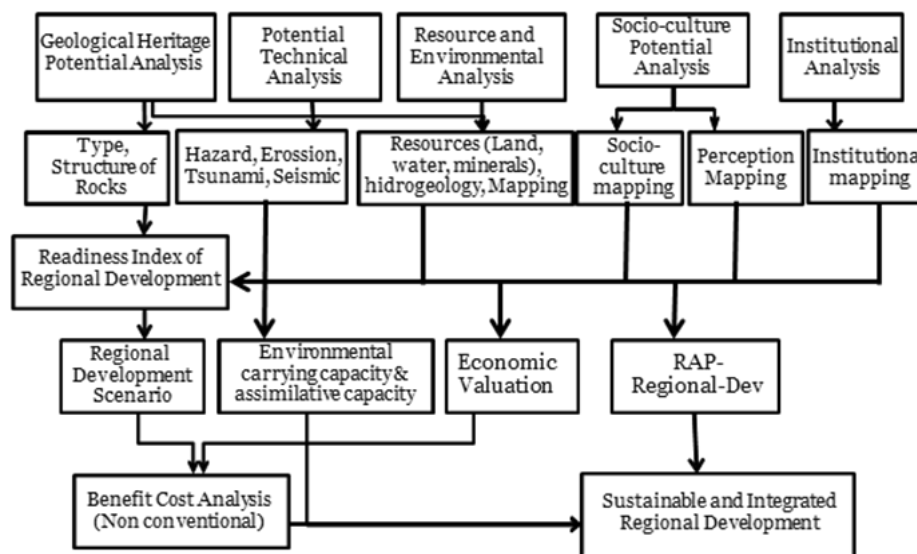 Geological Heritage
Potential Analysis
Potential
Technical
Analysis
Resource and
Environmental
Analysis
Socio-culture
Potential
Analysis
Institutional
Analysis
Type,
Structure of
Rocks
Hazard, Erossion,
Tsunami, Seismic
Resources (Land,
water, minerals),
hidrogeology, Mapping
Socio-
culture
mapping
Perception
Mapping
Institutional
mapping
Readiness Index of
Regional Development
Regional
Development
Scenario
Environmental
carrying capacity &
assimilative capacity
Economic
Valuation
RAP-
Regional-Dev
Benefit Cost Analysis
(Non conventional)
Sustainable and Integrated
Regional Development